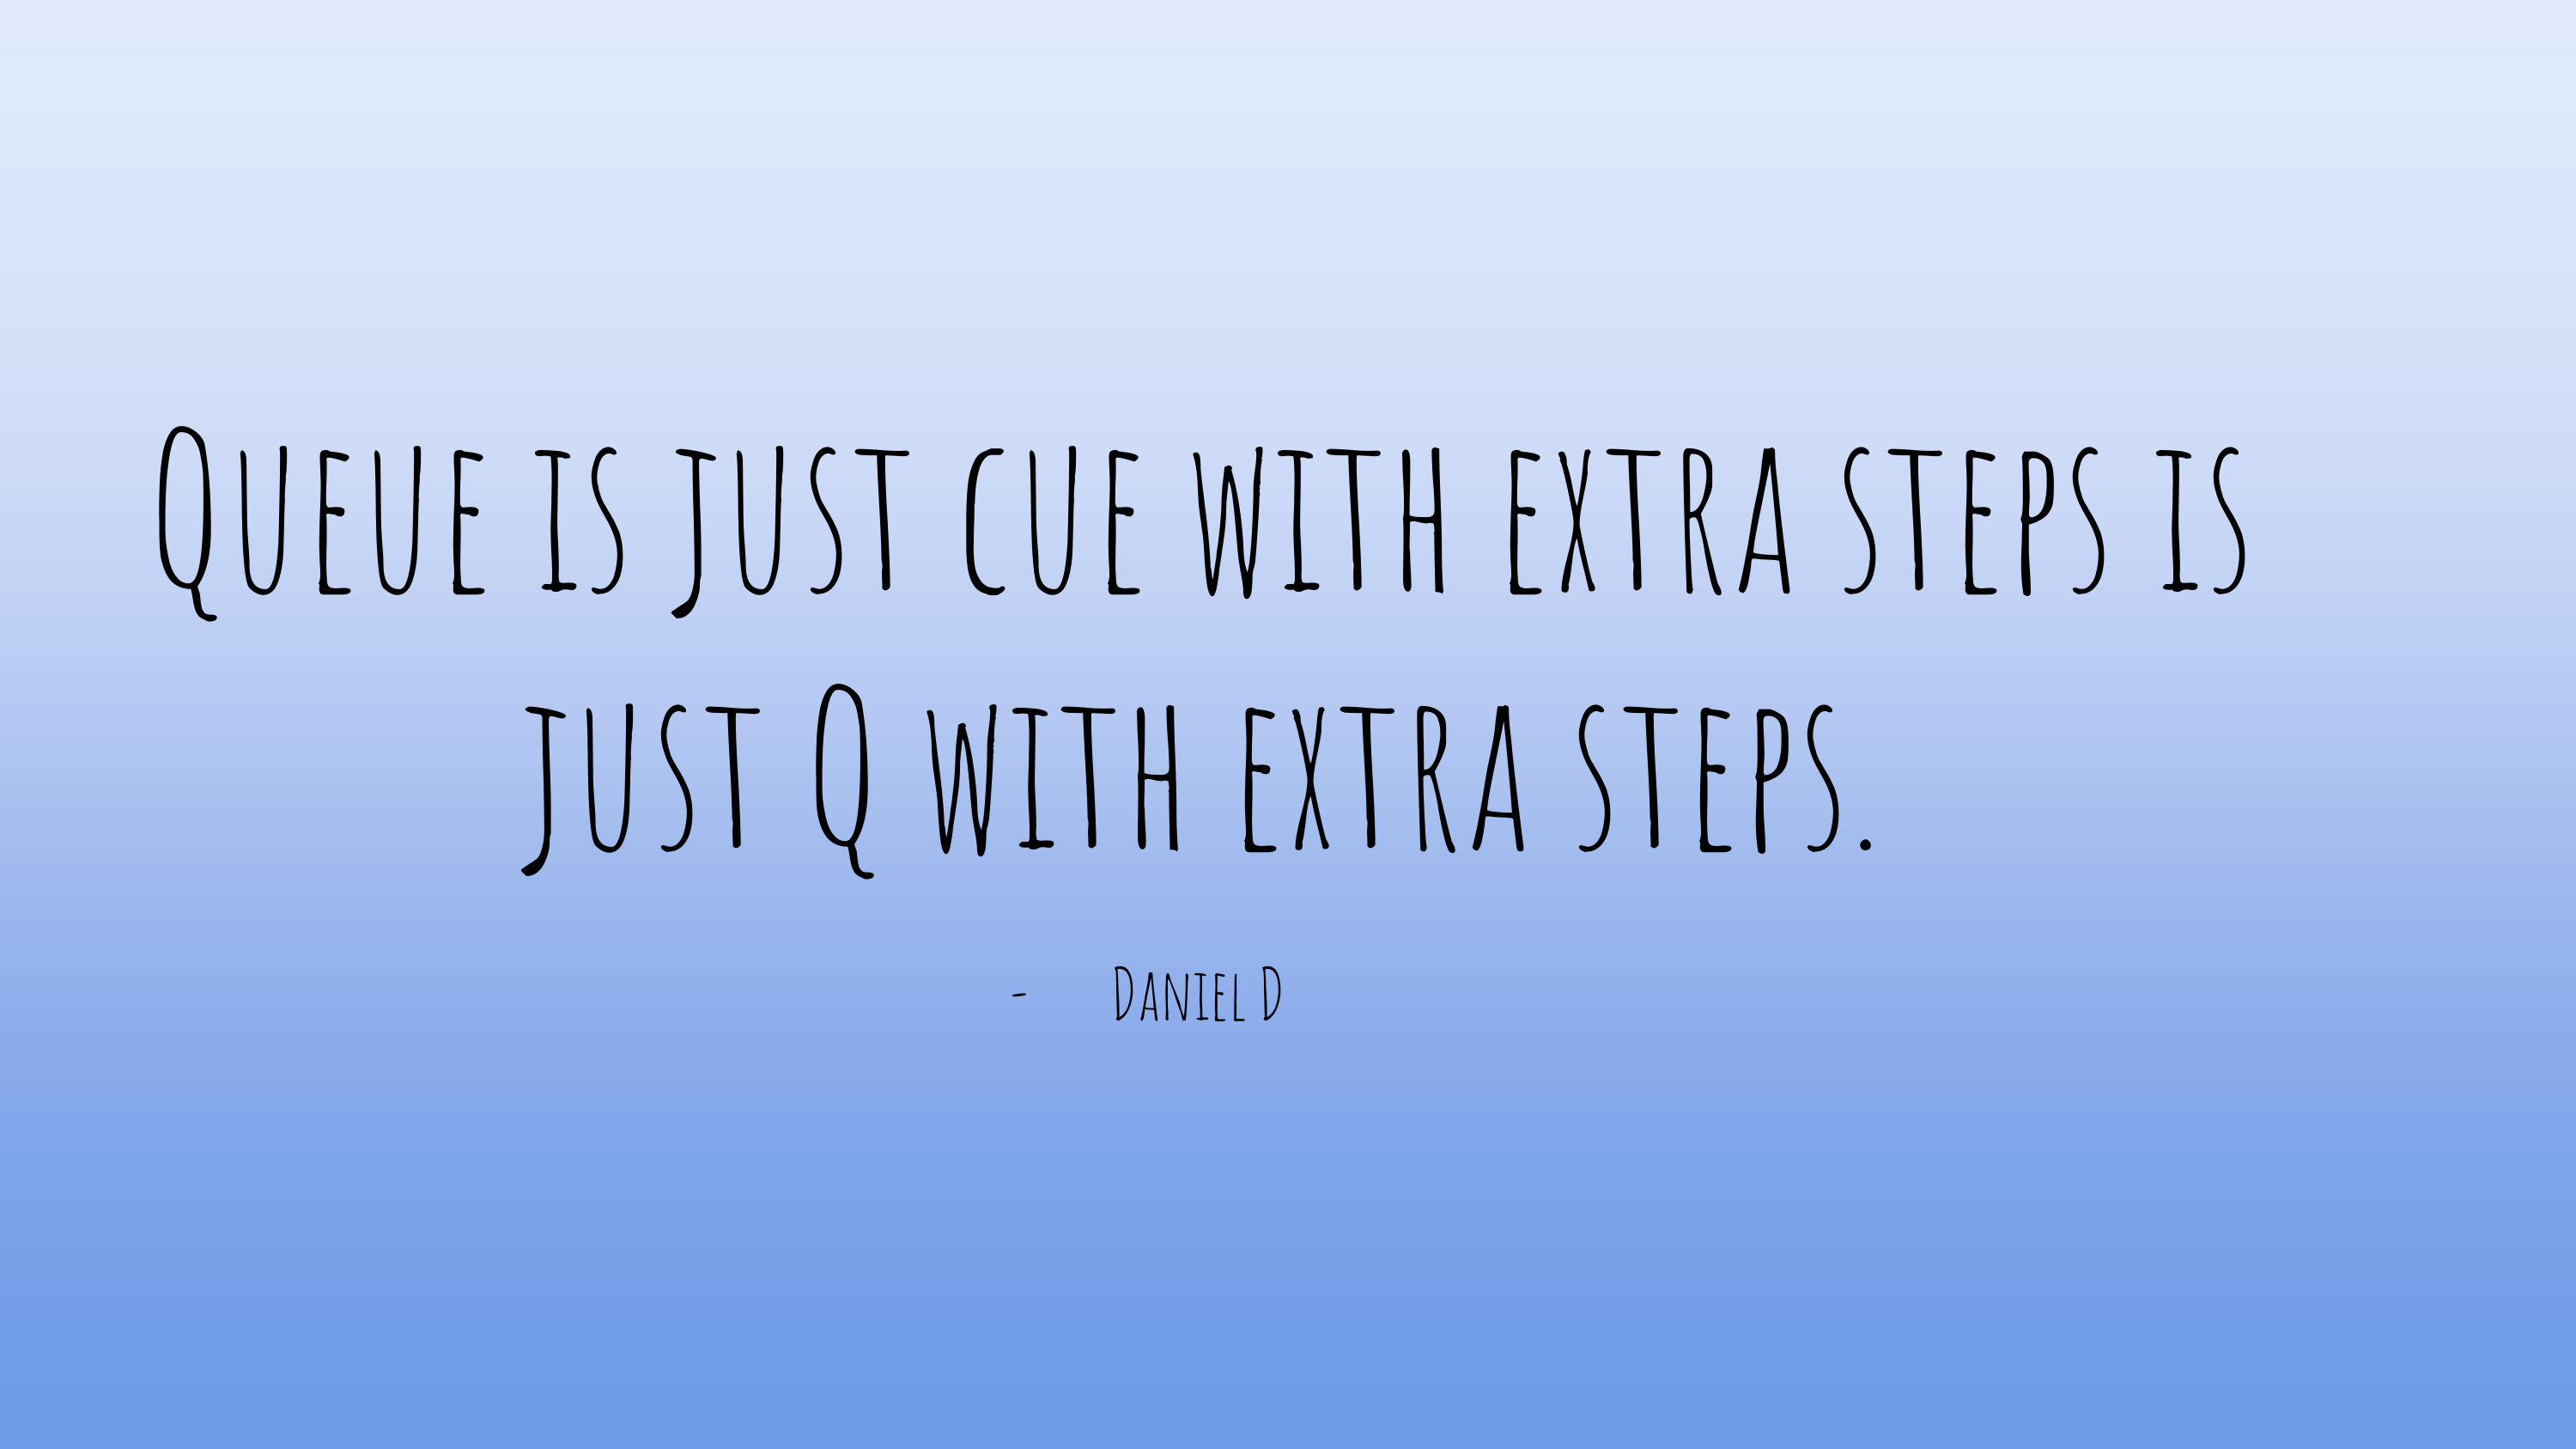 Queue is just cue with extra steps is
just Q with extra steps.
- Daniel D